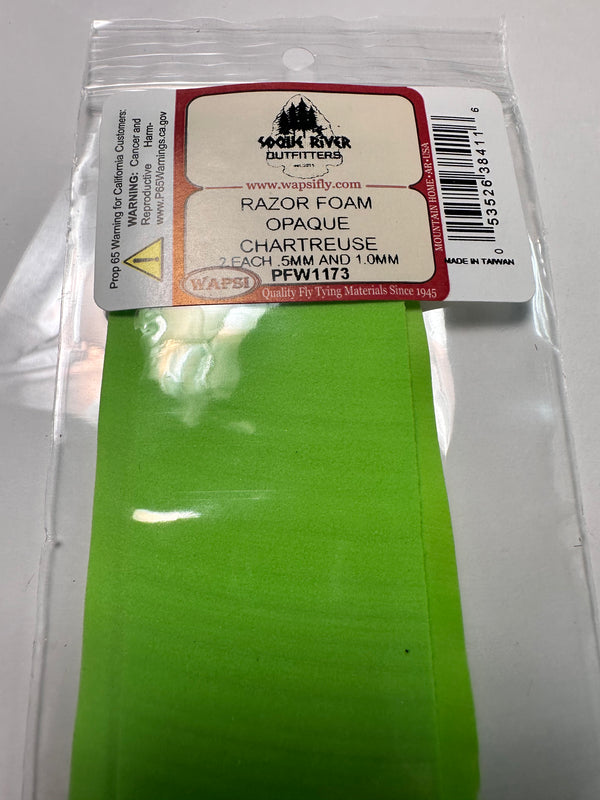 Prop 65 Warning for California Customers:
WARNING: Cancer and
Reproductive Harm-
www.P65Warnings.ca.gov
SOQUE RIVER
OUTFITTERS
www.wapsifly.com
RAZOR FOAM
OPAQUE
CHARTREUSE
2 EACH .5MM AND 1.0MM
PFW1173
WAPSI
Quality Fly Tying Materials Since 1945
MOUNTAIN HOME·AR·USA
0 53526 38411 6
MADE IN TAIWAN